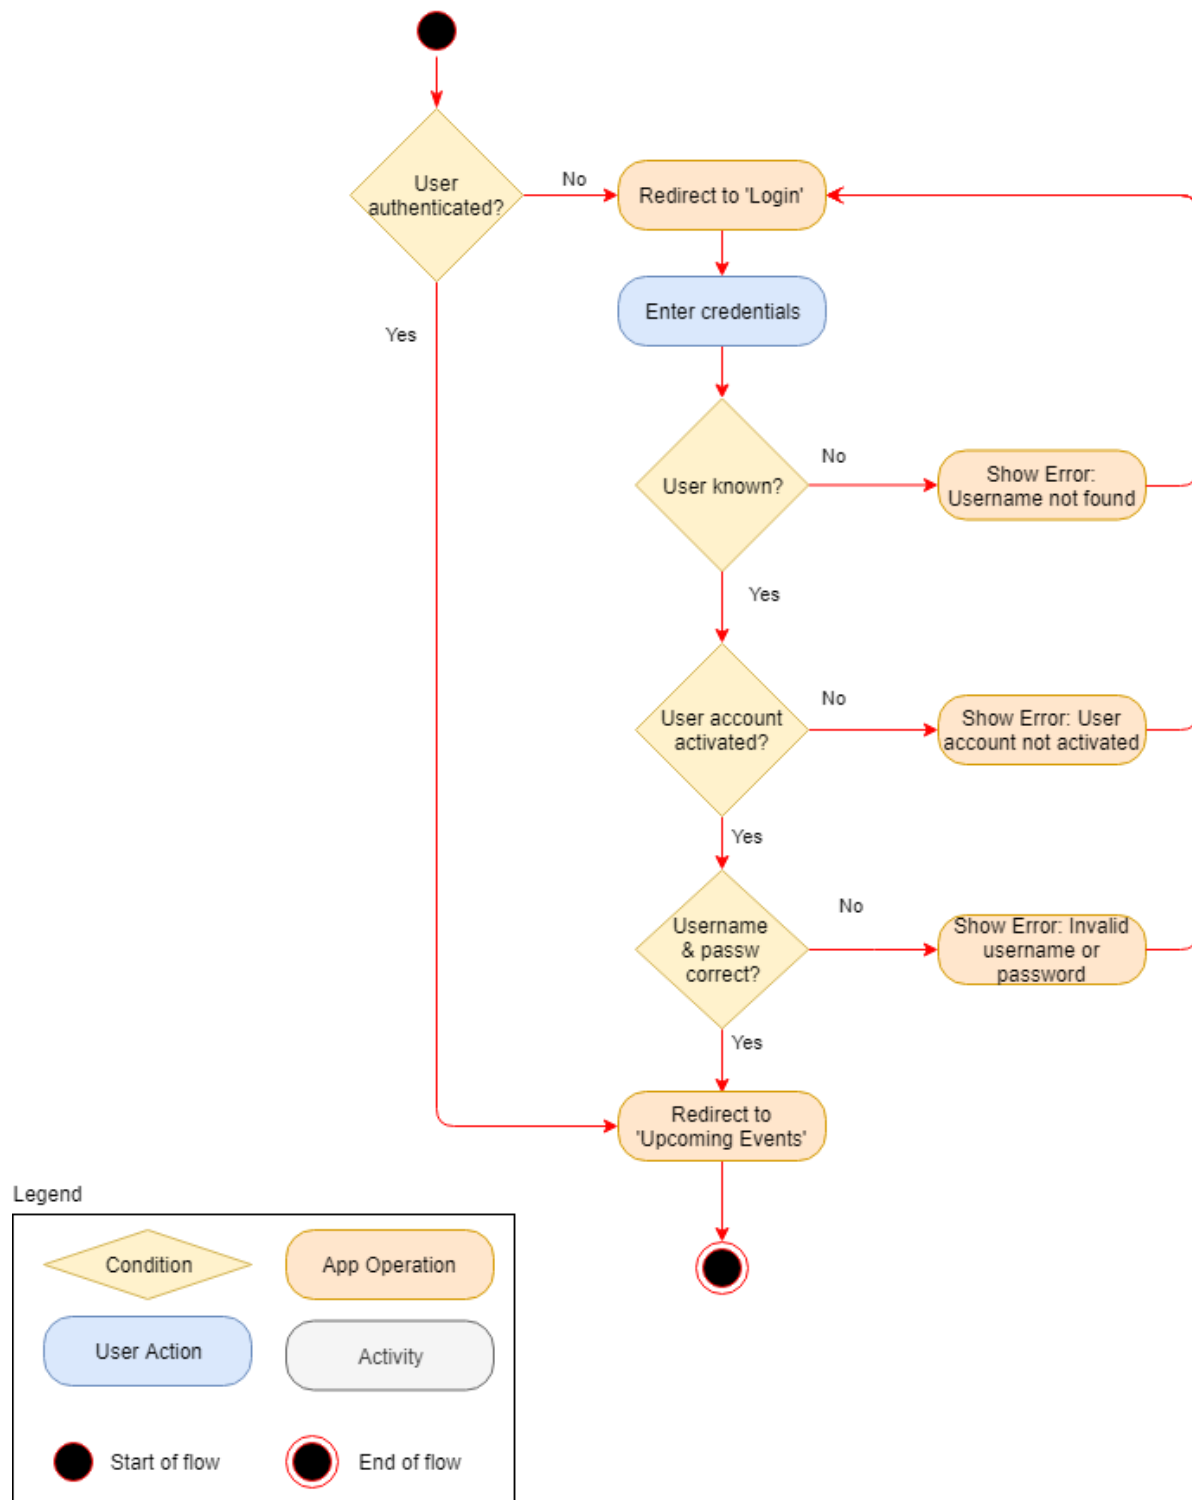 User
authenticated?
No
Redirect to 'Login'
Enter credentials
Yes
User known?
No
Show Error:
Username not found
Yes
User account
activated?
No
Show Error: User
account not activated
Yes
Username
& passw
correct?
No
Show Error: Invalid
username or
password
Yes
Redirect to
'Upcoming Events'
Legend
Condition
App Operation
User Action
Activity
Start of flow
End of flow